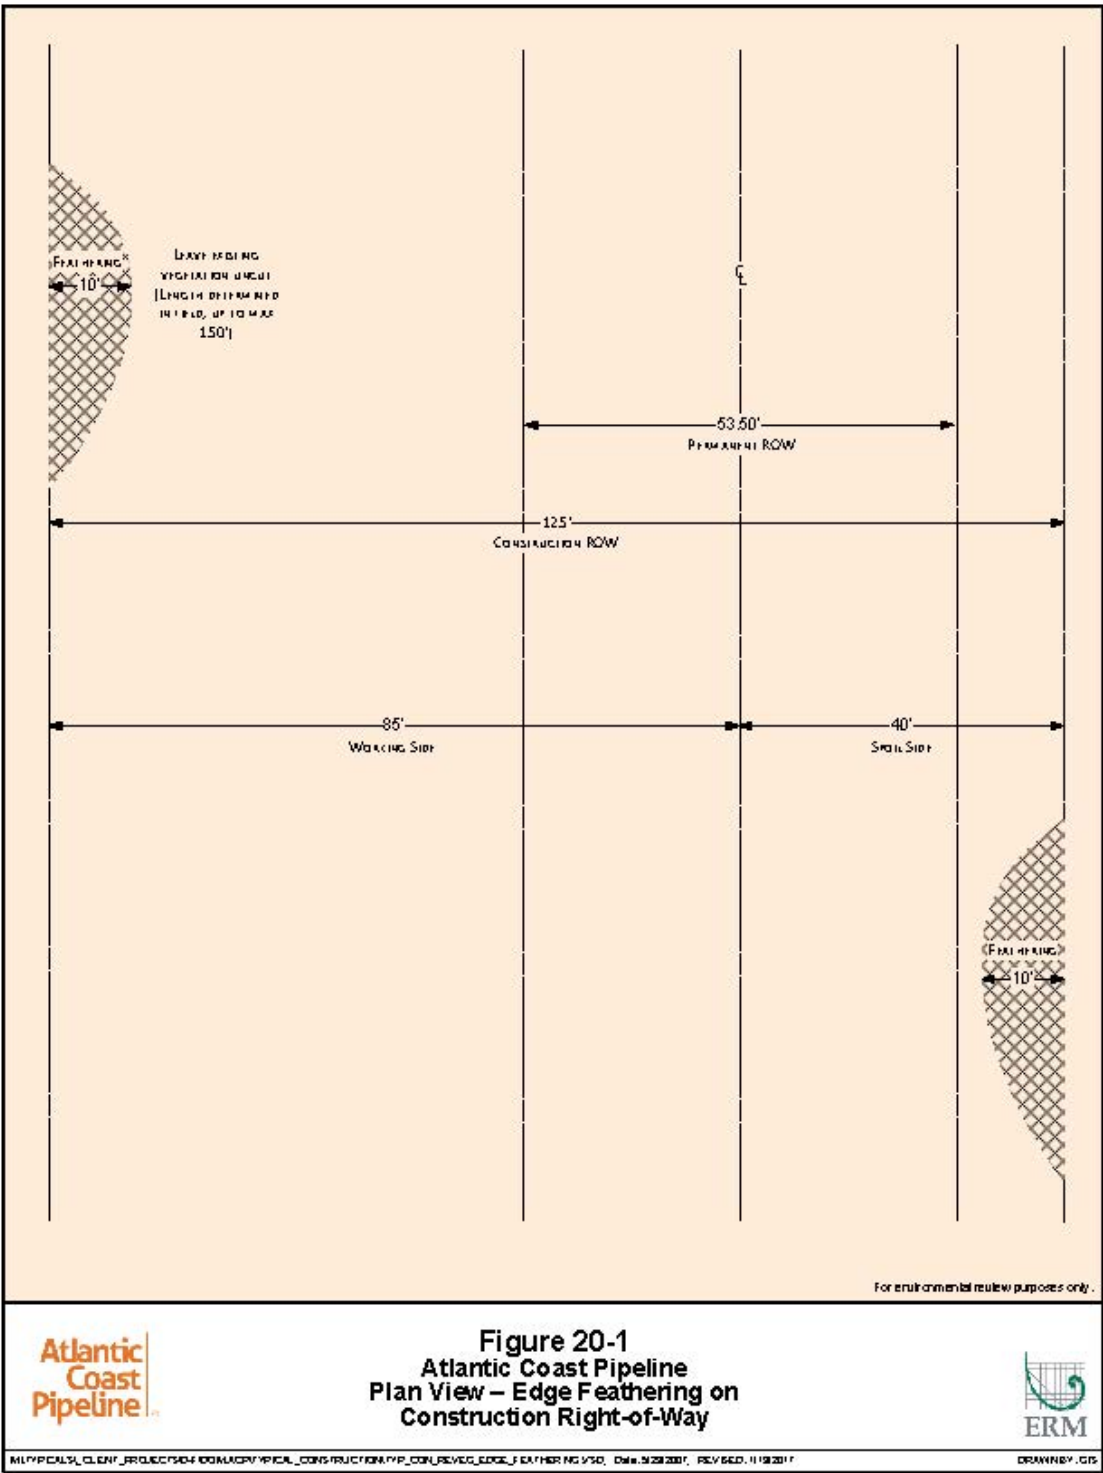 FEATHERING
10'
LEAVE EXISTING
VEGETATION UNCUT
(LENGTH DETERMINED
IN FIELD, UP TO MAX
150')
℄
53.50'
PERMANENT ROW
125'
CONSTRUCTION ROW
85'
WORKING SIDE
40'
SPOIL SIDE
FEATHERING
10'
For environmental review purposes only.
Atlantic
Coast
Pipeline
Figure 20-1
Atlantic Coast Pipeline
Plan View – Edge Feathering on
Construction Right-of-Way
ERM
DRAWN BY: GIS